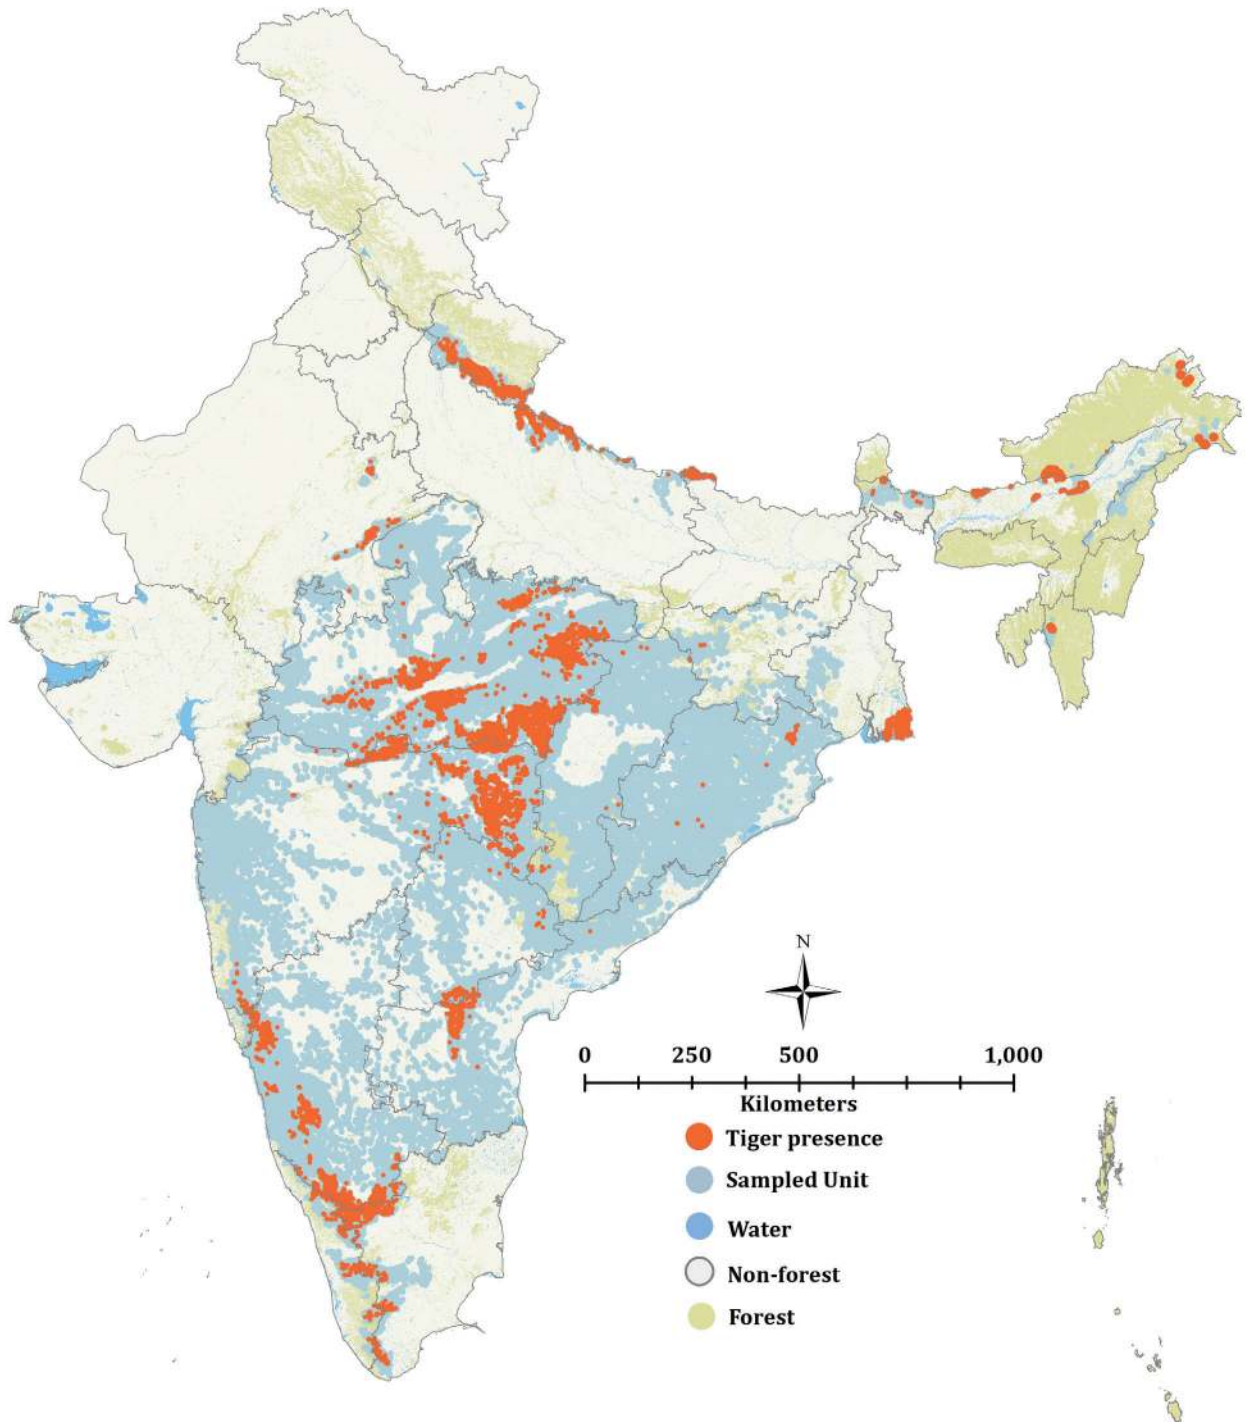 N
0 250 500 1,000
Kilometers
Tiger presence
Sampled Unit
Water
Non-forest
Forest